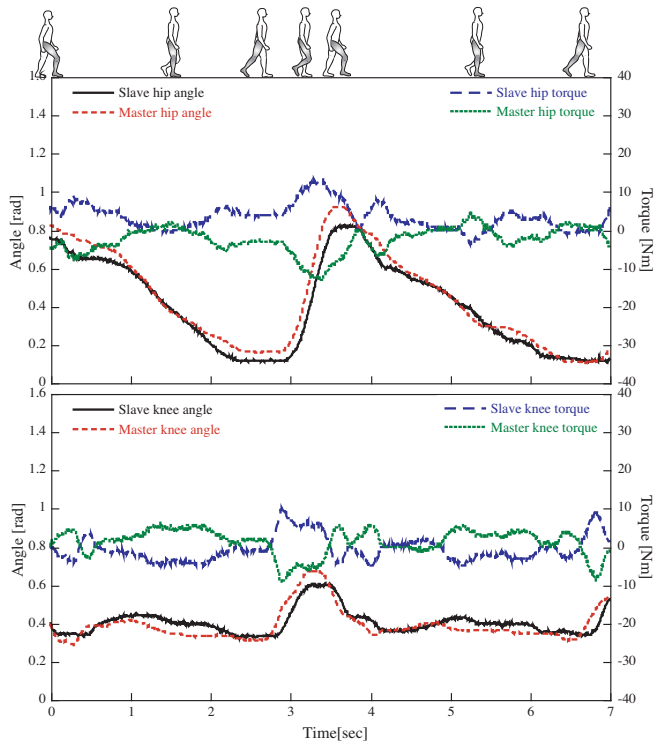 1.6
1.4
1.2
1
0.8
0.6
0.4
0.2
0
Angle [rad]
Slave hip angle
Master hip angle
Slave hip torque
Master hip torque
40
30
20
10
0
-10
-20
-30
-40
Torque [Nm]
1.6
1.4
1.2
1
0.8
0.6
0.4
0.2
0
Angle [rad]
Slave knee angle
Master knee angle
Slave knee torque
Master knee torque
40
30
20
10
0
-10
-20
-30
-40
Torque [Nm]
0 1 2 3 4 5 6 7
Time[sec]